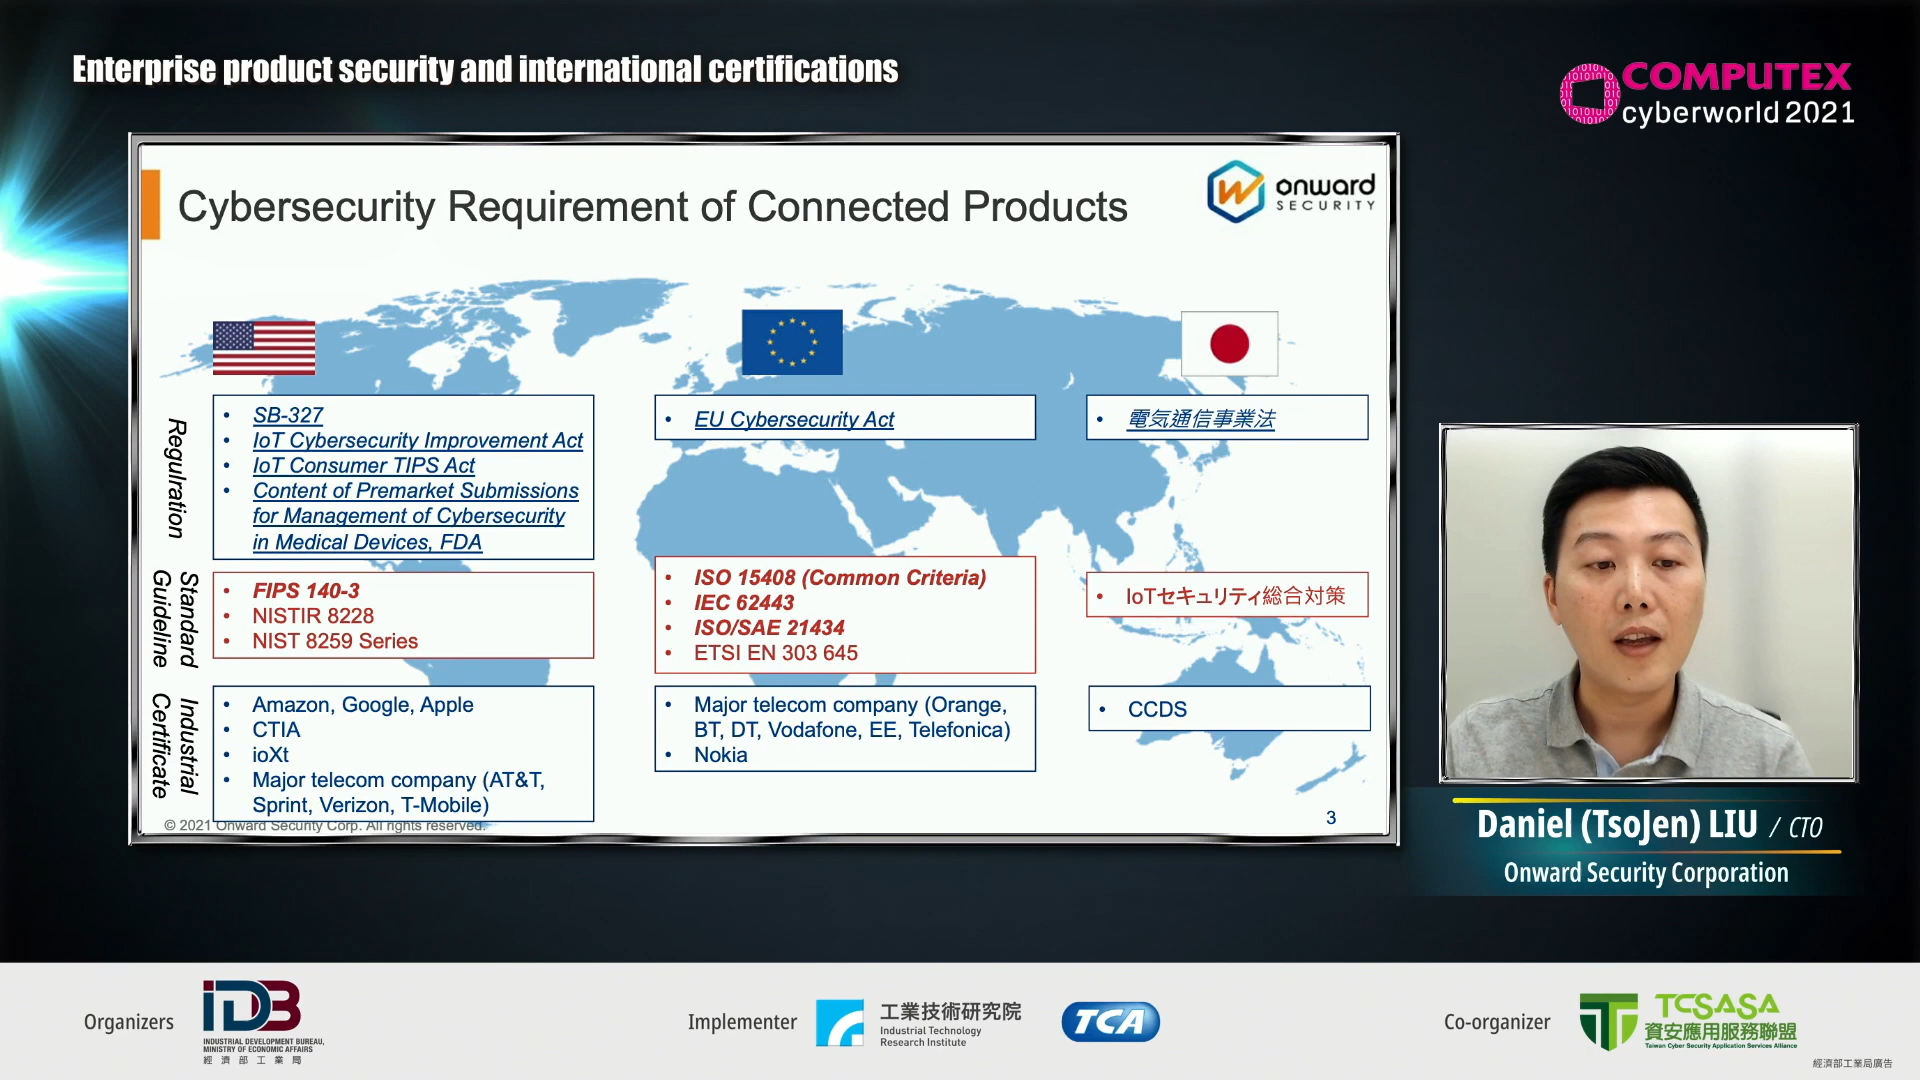 Enterprise product security and international certifications
COMPUTEX
cyberworld 2021
Cybersecurity Requirement of Connected Products
onward
SECURITY
Regulration
• SB-327
• IoT Cybersecurity Improvement Act
• IoT Consumer TIPS Act
• Content of Premarket Submissions
for Management of Cybersecurity
in Medical Devices, FDA
• EU Cybersecurity Act
• 電気通信事業法
Standard
Guideline
• FIPS 140-3
• NISTIR 8228
• NIST 8259 Series
• ISO 15408 (Common Criteria)
• IEC 62443
• ISO/SAE 21434
• ETSI EN 303 645
• IoTセキュリティ総合対策
Industrial
Certificate
• Amazon, Google, Apple
• CTIA
• ioXt
• Major telecom company (AT&T,
Sprint, Verizon, T-Mobile)
• Major telecom company (Orange,
BT, DT, Vodafone, EE, Telefonica)
• Nokia
• CCDS
© 2021 Onward Security Corp. All rights reserved.
3
Daniel (TsoJen) LIU / CTO
Onward Security Corporation
Organizers
IDB
INDUSTRIAL DEVELOPMENT BUREAU,
MINISTRY OF ECONOMIC AFFAIRS
經濟部工業局
Implementer
工業技術研究院
Industrial Technology
Research Institute
TCA
Co-organizer
TCSASA
資安應用服務聯盟
Taiwan Cyber Security Application Services Alliance
經濟部工業局廣告